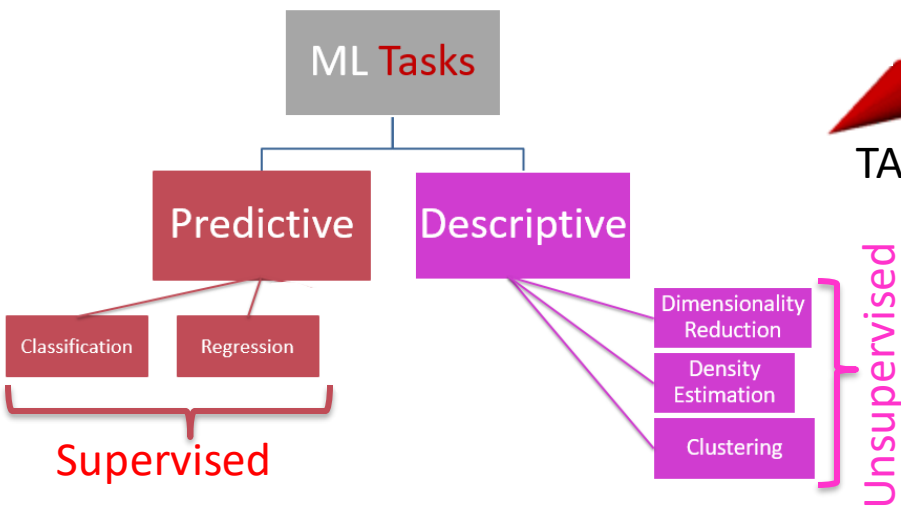 ML Tasks
TA
Predictive
Descriptive
Classification
Regression
Supervised
Dimensionality
Reduction
Density
Estimation
Clustering
Unsupervised